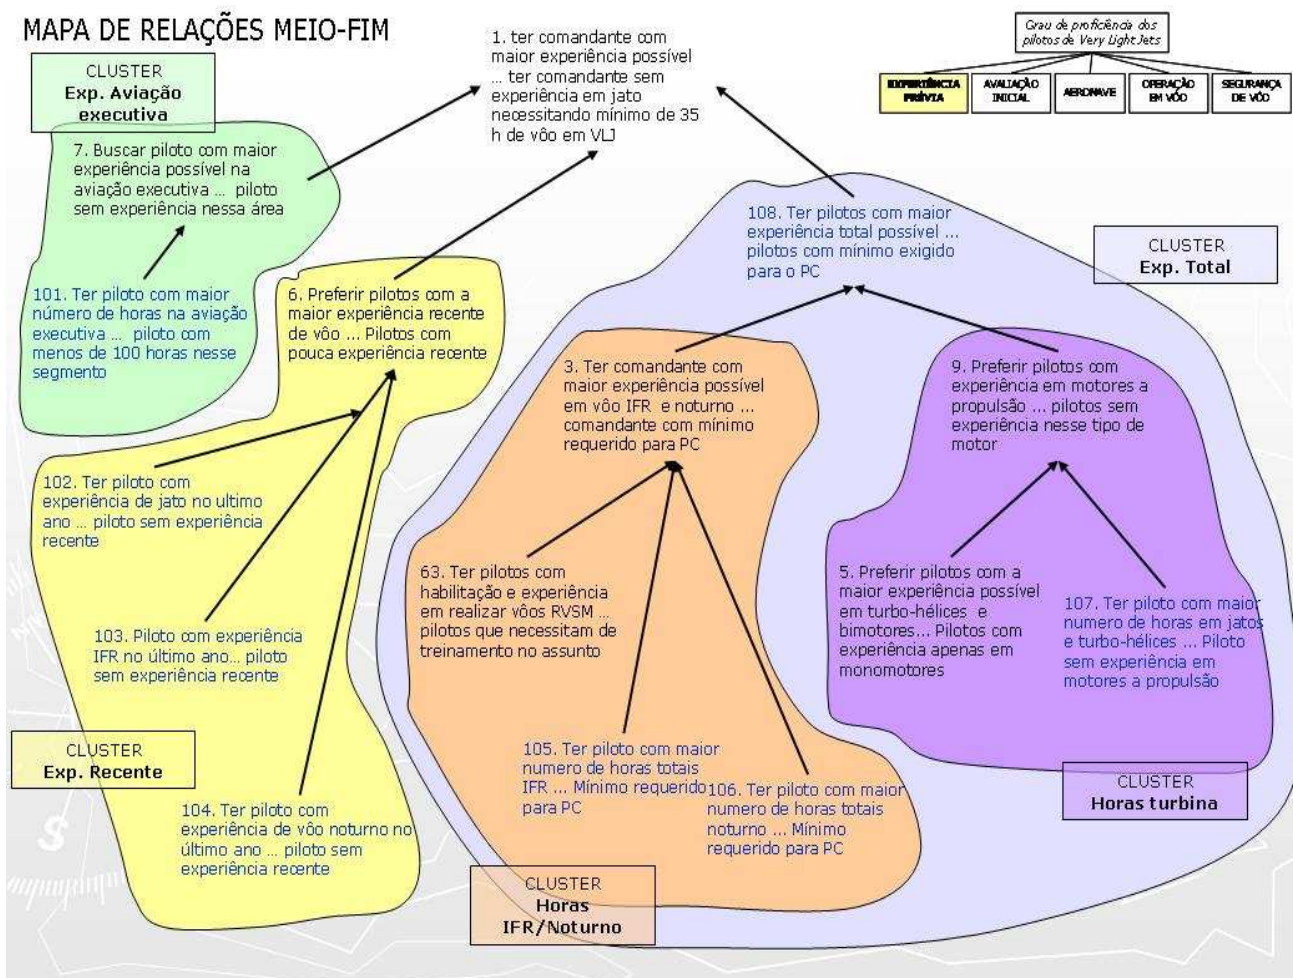 MAPA DE RELAÇÕES MEIO-FIM
Grau de proficiência dos
pilotos de Very Light Jets
EXPERIÊNCIA
PRÉVIA
AVALIAÇÃO
INICIAL
AERONAVE
OPERAÇÃO
EM VÔO
SEGURANÇA
DE VÔO
1. ter comandante com
maior experiência possível
... ter comandante sem
experiência em jato
necessitando mínimo de 35
h de vôo em VLJ
CLUSTER
Exp. Aviação
executiva
7. Buscar piloto com maior
experiência possível na
aviação executiva ... piloto
sem experiência nessa área
101. Ter piloto com maior
número de horas na aviação
executiva ... piloto com
menos de 100 horas nesse
segmento
6. Preferir pilotos com a
maior experiência recente
de vôo ... Pilotos com
pouca experiência recente
102. Ter piloto com
experiência de jato no ultimo
ano ... piloto sem experiência
recente
103. Piloto com experiência
IFR no último ano... piloto
sem experiência recente
CLUSTER
Exp. Recente
104. Ter piloto com
experiência de vôo noturno no
último ano ... piloto sem
experiência recente
108. Ter pilotos com maior
experiência total possível ...
pilotos com mínimo exigido
para o PC
CLUSTER
Exp. Total
3. Ter comandante com
maior experiência possível
em vôo IFR e noturno ...
comandante com mínimo
requerido para PC
9. Preferir pilotos com
experiência em motores a
propulsão ... pilotos sem
experiência nesse tipo de
motor
63. Ter pilotos com
habilitação e experiência
em realizar vôos RVSM ...
pilotos que necessitam de
treinamento no assunto
5. Preferir pilotos com a
maior experiência possível
em turbo-hélices e
bimotores... Pilotos com
experiência apenas em
monomotores
107. Ter piloto com maior
numero de horas em jatos
e turbo-hélices ... Piloto
sem experiência em
motores a propulsão
105. Ter piloto com maior
numero de horas totais
IFR ... Mínimo requerido
para PC
106. Ter piloto com maior
numero de horas totais
noturno ... Mínimo
requerido para PC
CLUSTER
Horas turbina
CLUSTER
Horas
IFR/Noturno
S